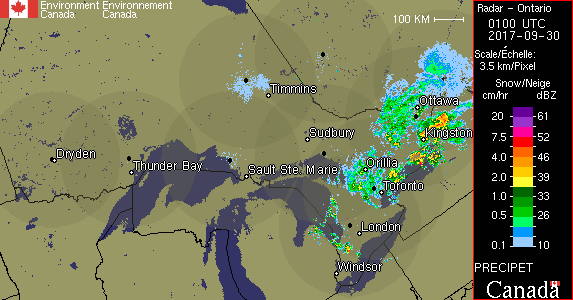 Environment Environnement
Canada Canada
100 KM
Timmins
Ottawa
Kingston
Sudbury
Dryden
Thunder Bay
Sault Ste. Marie
Orillia
Toronto
London
Windsor
Radar - Ontario
0100 UTC
2017-09-30
Scale/Échelle:
3.5 km/Pixel
Snow/Neige
cm/hr dBZ
20 61
7.5 52
4.0 46
2.0 39
1.0 33
0.5 26
0.1 10
PRECIPET
Canada